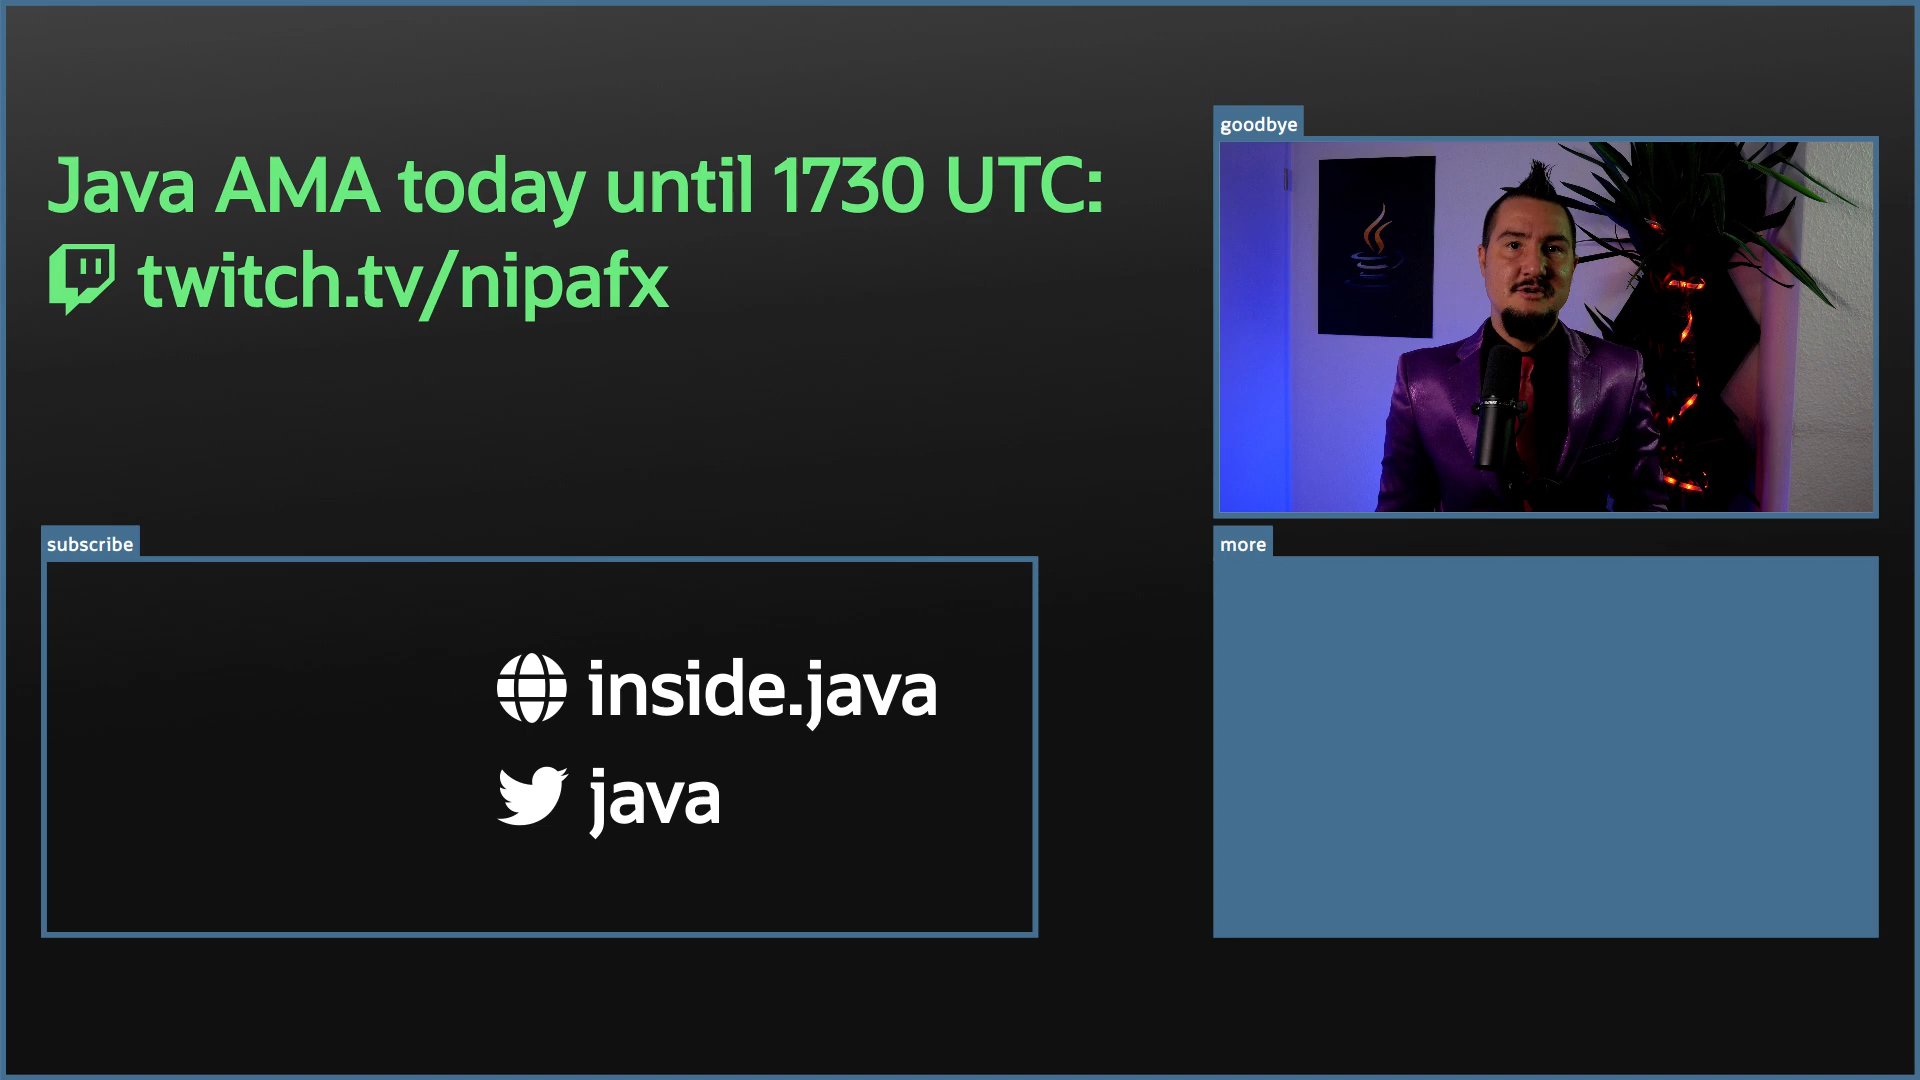 goodbye
Java AMA today until 1730 UTC:
twitch.tv/nipafx
subscribe
more
inside.java
java